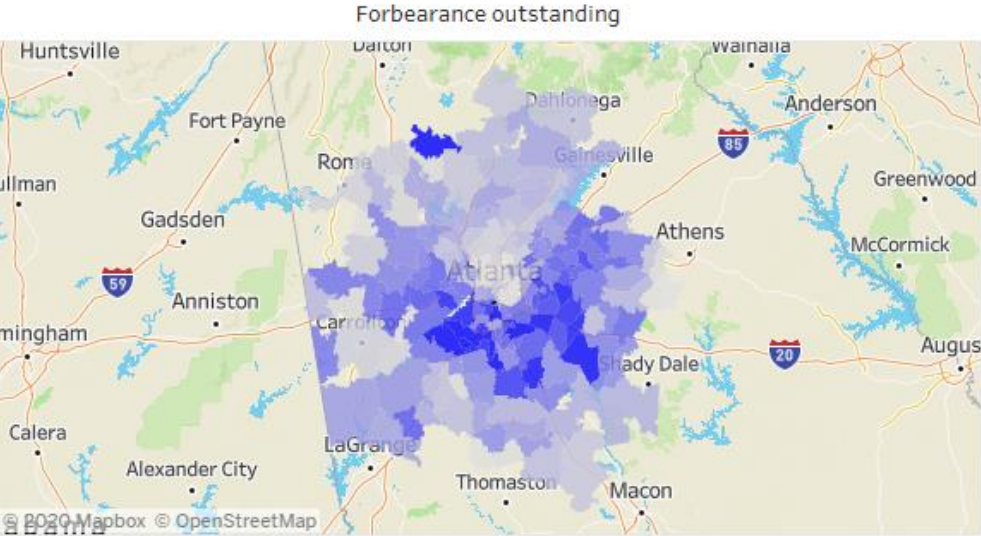 Forbearance outstanding
Huntsville
Dalton
Walhalla
Dahlonega
Anderson
Fort Payne
85
Rome
Gainesville
ullman
Greenwood
Gadsden
Athens
McCormick
Atlanta
59
Anniston
Carrollton
mingham
20
Augus
Shady Dale
Calera
LaGrange
Alexander City
Thomaston
Macon
© 2020 Mapbox © OpenStreetMap
abama